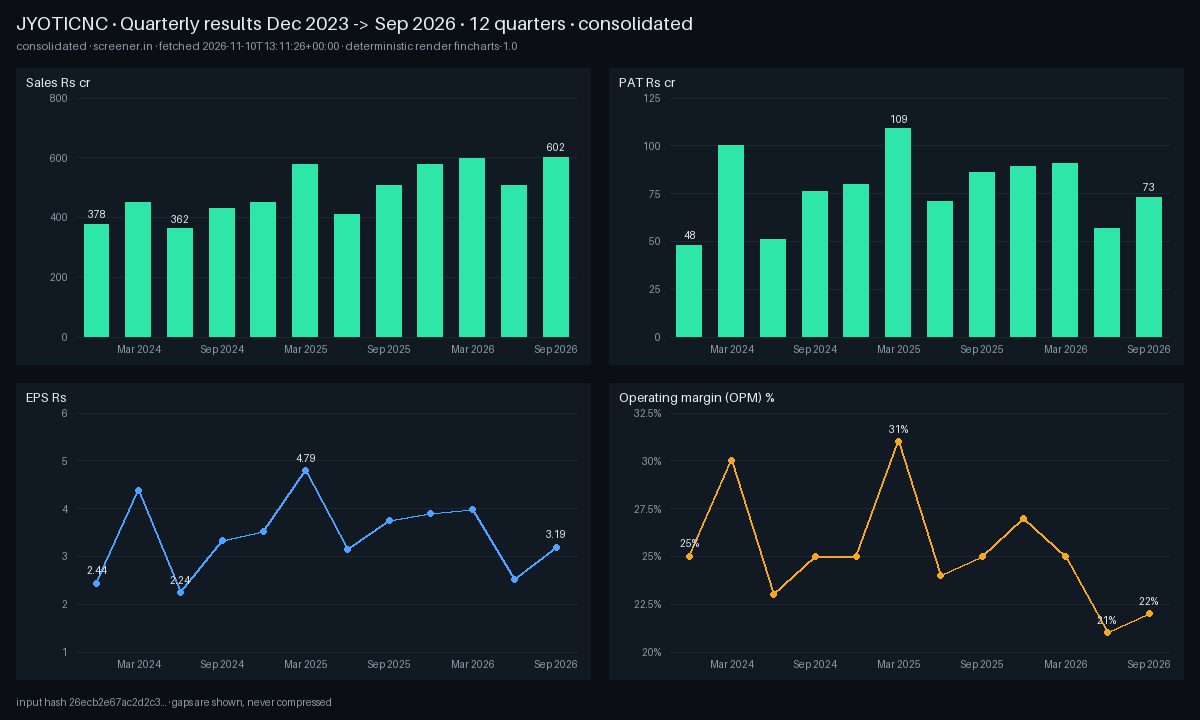 JYOTICNC · Quarterly results Dec 2023 -> Sep 2026 · 12 quarters · consolidated
consolidated · screener.in · fetched 2026-11-10T13:11:26+00:00 · deterministic render fincharts-1.0
Sales Rs cr
800
600
400
200
0
378
362
602
Mar 2024
Sep 2024
Mar 2025
Sep 2025
Mar 2026
Sep 2026
PAT Rs cr
125
100
75
50
25
0
48
109
73
Mar 2024
Sep 2024
Mar 2025
Sep 2025
Mar 2026
Sep 2026
EPS Rs
6
5
4
3
2
1
2.44
2.24
4.79
3.19
Mar 2024
Sep 2024
Mar 2025
Sep 2025
Mar 2026
Sep 2026
Operating margin (OPM) %
32.5%
30%
27.5%
25%
22.5%
20%
25%
31%
21%
22%
Mar 2024
Sep 2024
Mar 2025
Sep 2025
Mar 2026
Sep 2026
input hash 26ecb2e67ac2d2c3… · gaps are shown, never compressed